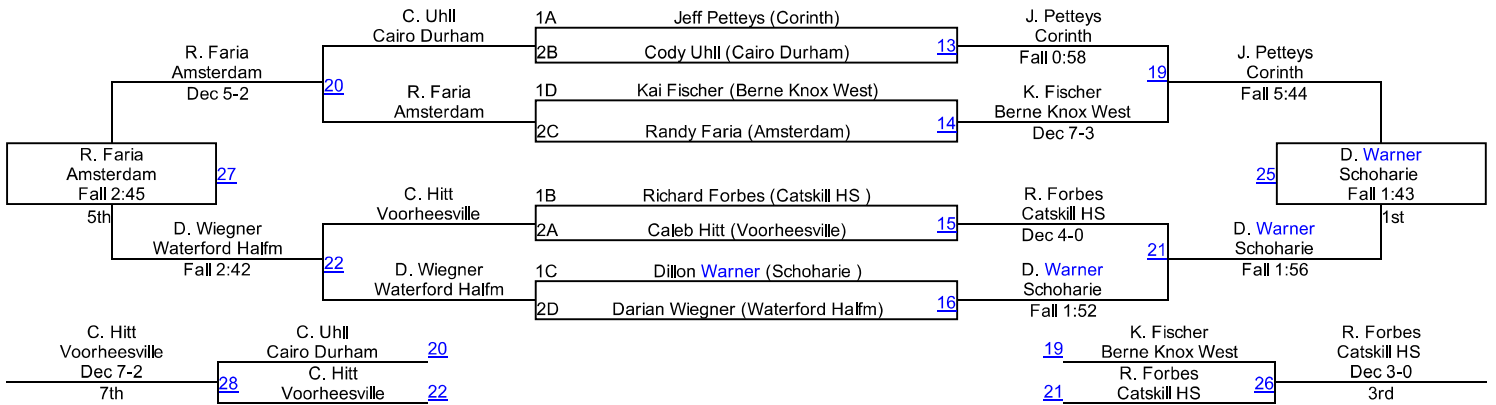 C. Uhll
Cairo Durham
1A
Jeff Petteys (Corinth)
2B
Cody Uhll (Cairo Durham)
13
J. Petteys
Corinth
Fall 0:58
R. Faria
Amsterdam
Dec 5-2
20
R. Faria
Amsterdam
1D
Kai Fischer (Berne Knox West)
2C
Randy Faria (Amsterdam)
14
K. Fischer
Berne Knox West
Dec 7-3
19
J. Petteys
Corinth
Fall 5:44
R. Faria
Amsterdam
Fall 2:45
27
5th
C. Hitt
Voorheesville
1B
Richard Forbes (Catskill HS )
2A
Caleb Hitt (Voorheesville)
15
R. Forbes
Catskill HS
Dec 4-0
25
D. Warner
Schoharie
Fall 1:43
1st
D. Wiegner
Waterford Halfm
Fall 2:42
22
D. Wiegner
Waterford Halfm
1C
Dillon Warner (Schoharie )
2D
Darian Wiegner (Waterford Halfm)
16
D. Warner
Schoharie
Fall 1:52
21
D. Warner
Schoharie
Fall 1:56
C. Hitt
Voorheesville
Dec 7-2
7th
28
C. Uhll
Cairo Durham
20
C. Hitt
Voorheesville
22
19
K. Fischer
Berne Knox West
21
R. Forbes
Catskill HS
26
R. Forbes
Catskill HS
Dec 3-0
3rd